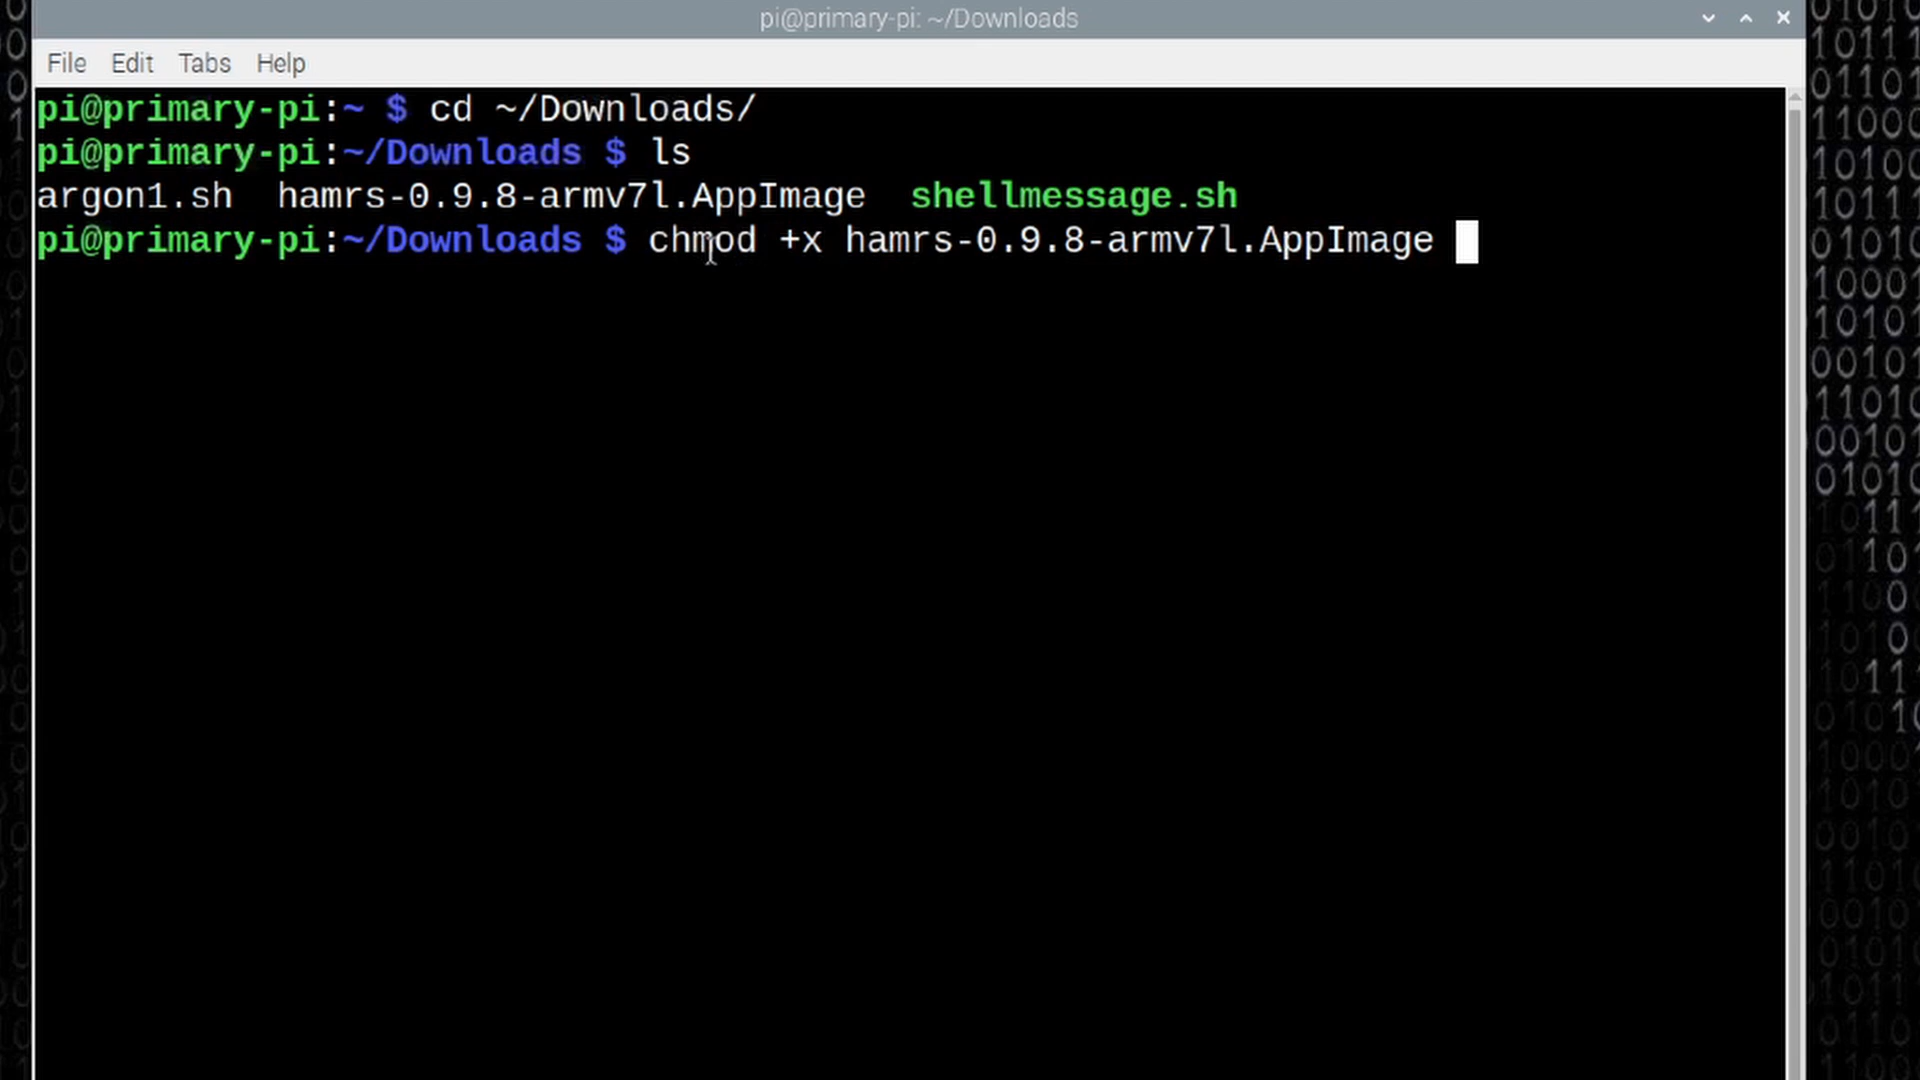 pi@primary-pi: ~/Downloads
File Edit Tabs Help
pi@primary-pi:~ $ cd ~/Downloads/
pi@primary-pi:~/Downloads $ ls
argon1.sh  hamrs-0.9.8-armv7l.AppImage  shellmessage.sh
pi@primary-pi:~/Downloads $ chmod +x hamrs-0.9.8-armv7l.AppImage